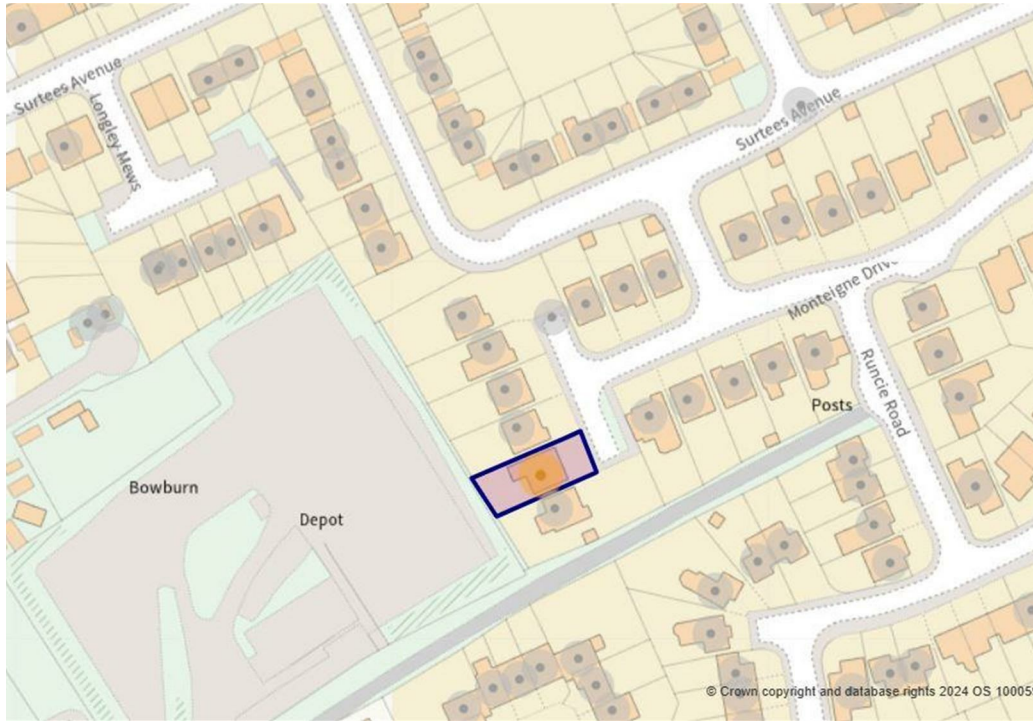 Surtees Avenue
Longley Mews
Surtees Avenue
Monteigne Drive
Runcie Road
Posts
Bowburn
Depot
© Crown copyright and database rights 2024 OS 10005